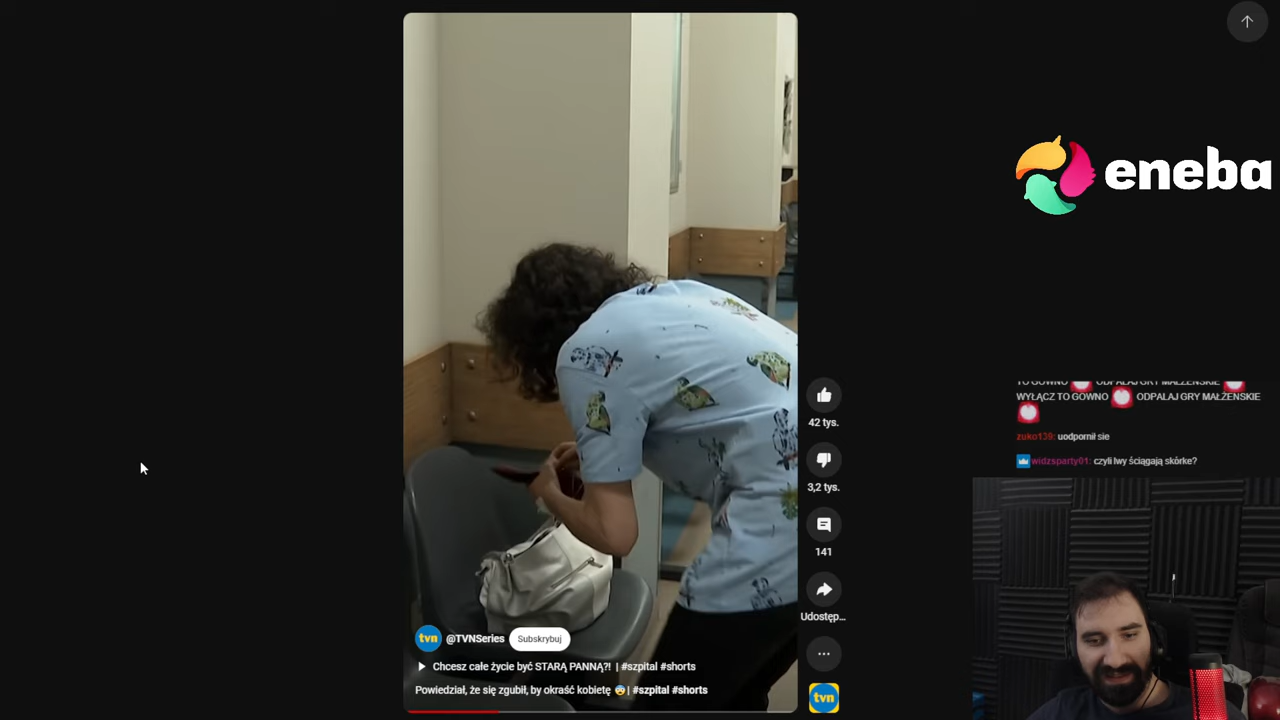 eneba
TO GÓWNO ODPALAJ GRY MAŁŻEŃSKIE
WYŁĄCZ TO GÓWNO ODPALAJ GRY MAŁŻEŃSKIE
zuko139: uodpornił sie
widzsparty01: czyli lwy ściągają skórke?
42 tys.
3,2 tys.
141
Udostęp...
tvn @TVNSeries Subskrybuj
Chcesz całe życie być STARĄ PANNĄ?! | #szpital #shorts
Powiedział, że się zgubił, by okraść kobietę 😨 | #szpital #shorts
tvn